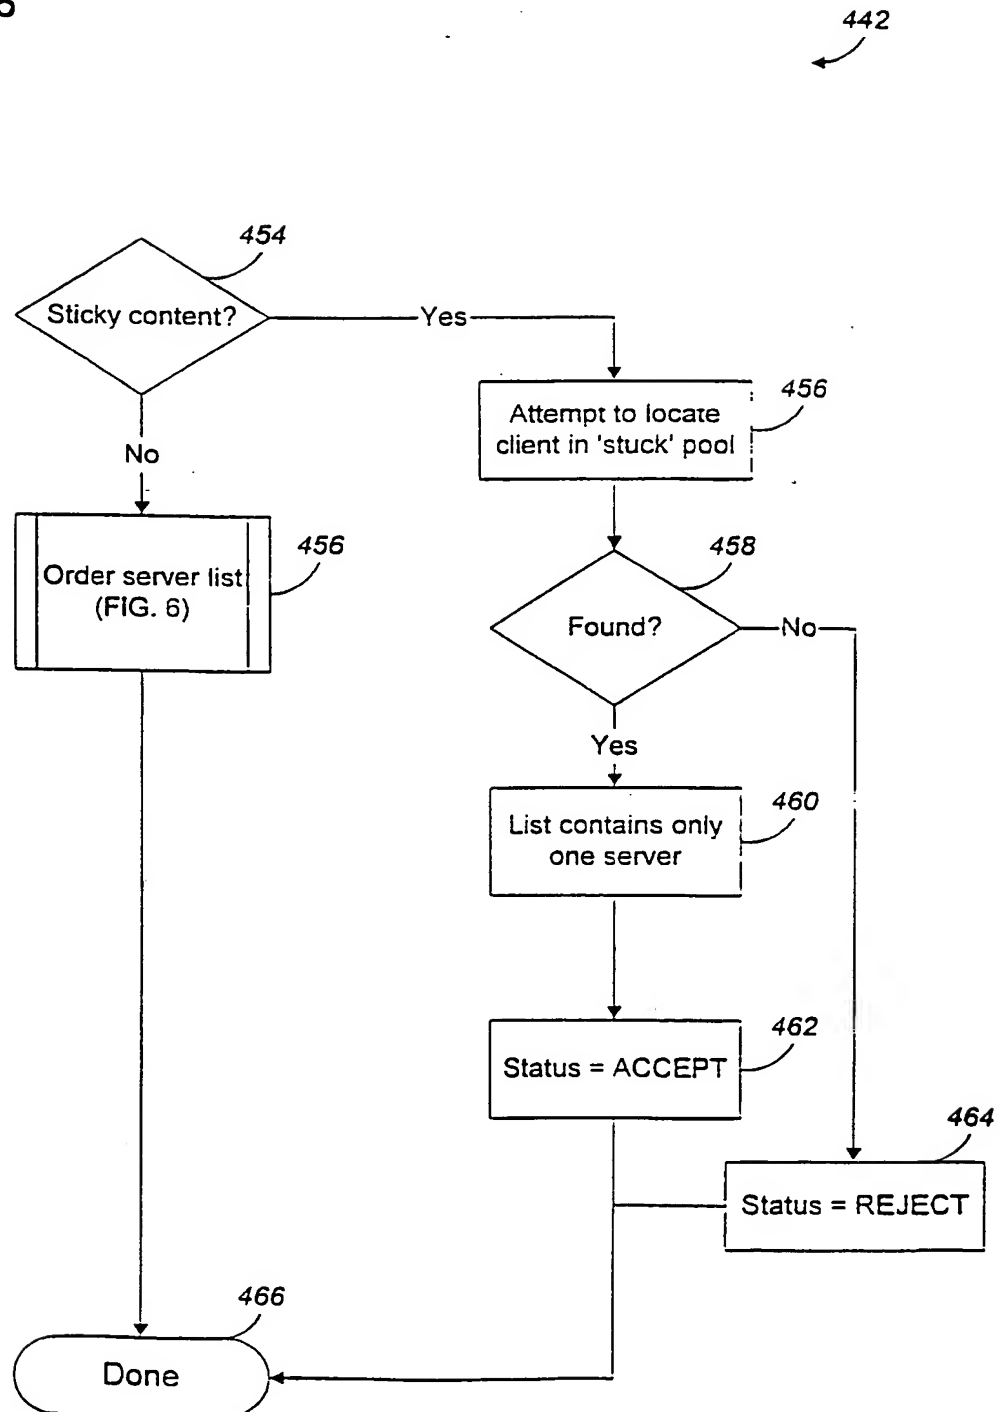 442
454
Sticky content?
Yes
456
Attempt to locate
client in 'stuck' pool
No
456
Order server list
(FIG. 6)
458
Found?
No
Yes
460
List contains only
one server
462
Status = ACCEPT
464
Status = REJECT
466
Done